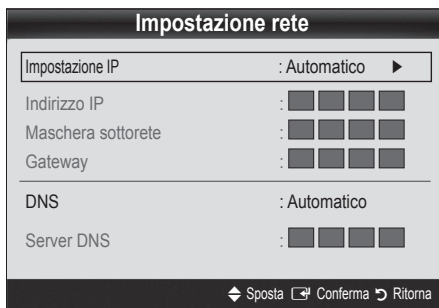 Impostazione rete
Impostazione IP : Automatico ▶
Indirizzo IP :
Maschera sottorete :
Gateway :
DNS : Automatico
Server DNS :
Sposta Conferma Ritorna